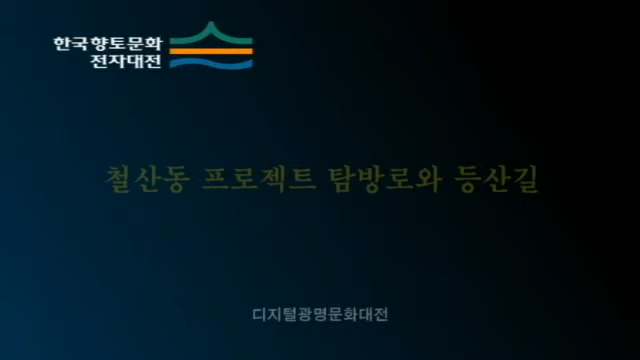 한국향토문화
전자대전
철산동 프로젝트 탐방로와 등산길
디지털광명문화대전